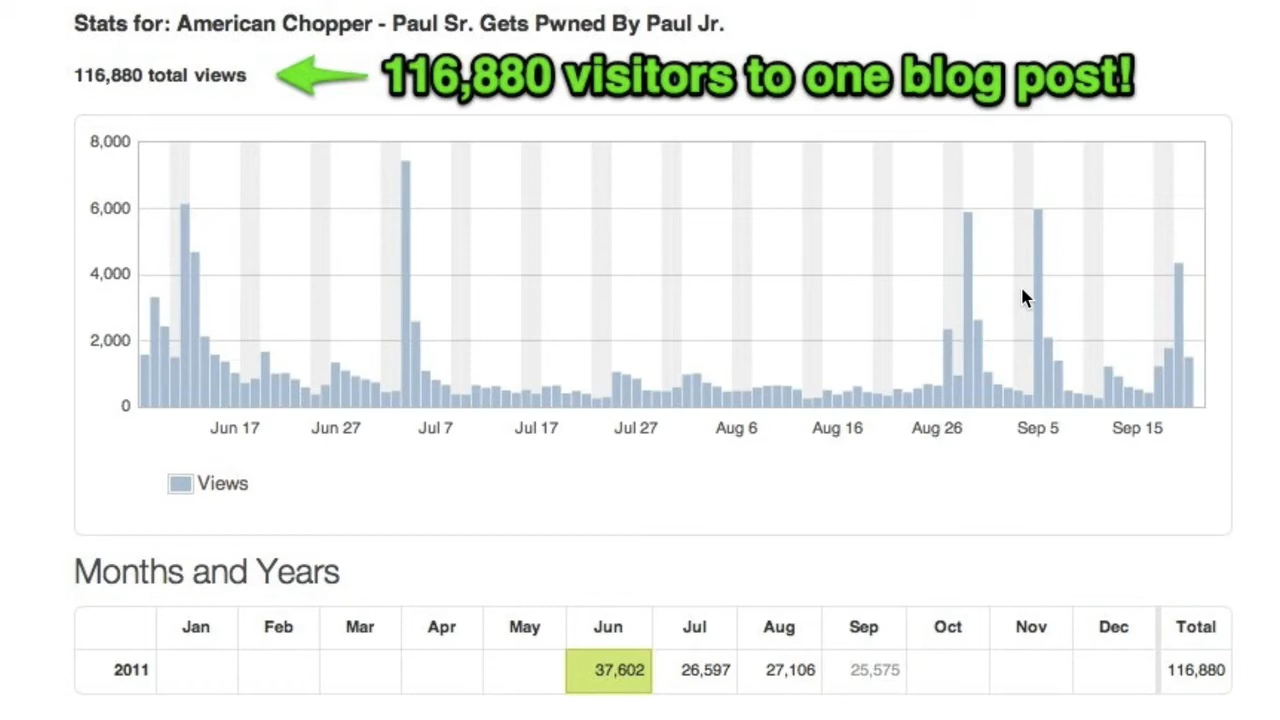 Stats for: American Chopper - Paul Sr. Gets Pwned By Paul Jr.
116,880 total views 116,880 visitors to one blog post!
8,000
6,000
4,000
2,000
0
Jun 17 Jun 27 Jul 7 Jul 17 Jul 27 Aug 6 Aug 16 Aug 26 Sep 5 Sep 15
Views
Months and Years
Jan Feb Mar Apr May Jun Jul Aug Sep Oct Nov Dec Total
2011 37,602 26,597 27,106 25,575 116,880